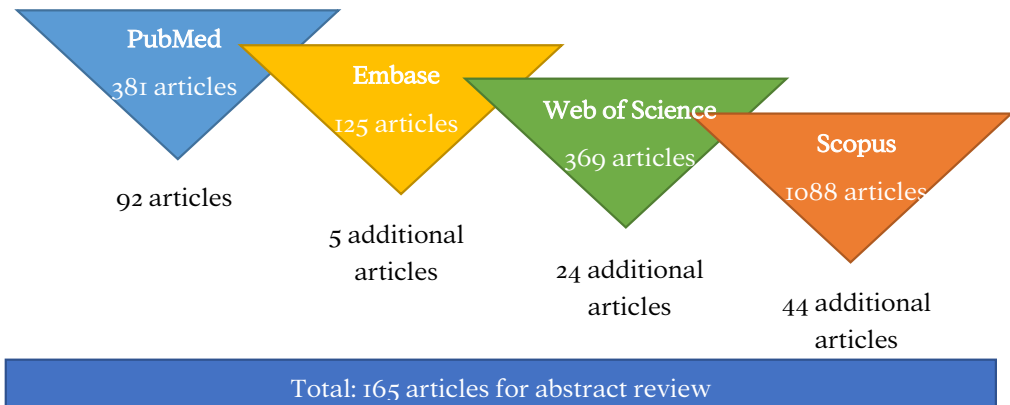 PubMed
381 articles
92 articles
Embase
125 articles
5 additional
articles
Web of Science
369 articles
24 additional
articles
Scopus
1088 articles
44 additional
articles
Total: 165 articles for abstract review